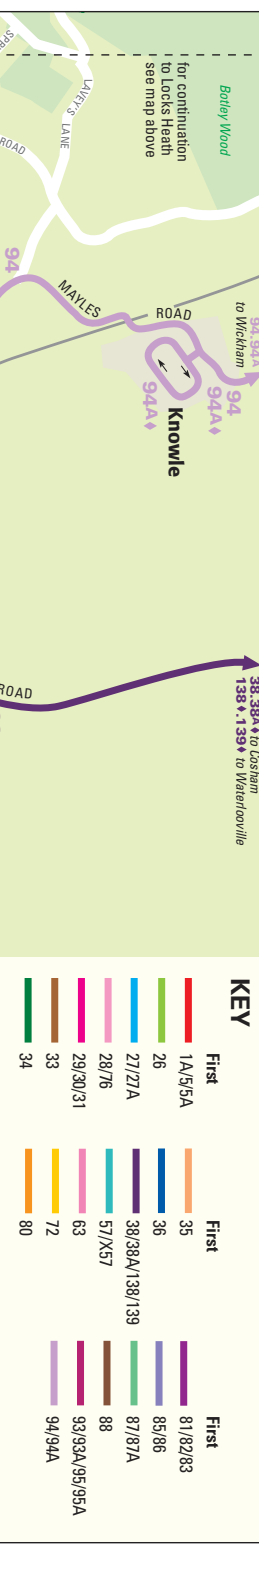 LAVEY'S LANE
ROAD
for continuation
to Locks Heath
see map above
Botley Wood
94
MAYLES
ROAD
94.94A
to Wickham
94
94A♦
94A♦
Knowle
ROAD
38.38A♦ to Cosham
138♦.139♦ to Waterlooville
KEY
First
1A/5/5A
26
27/27A
28/76
29/30/31
33
34
First
35
36
38/38A/138/139
57/X57
63
72
80
First
81/82/83
85/86
87/87A
88
93/93A/95/95A
94/94A